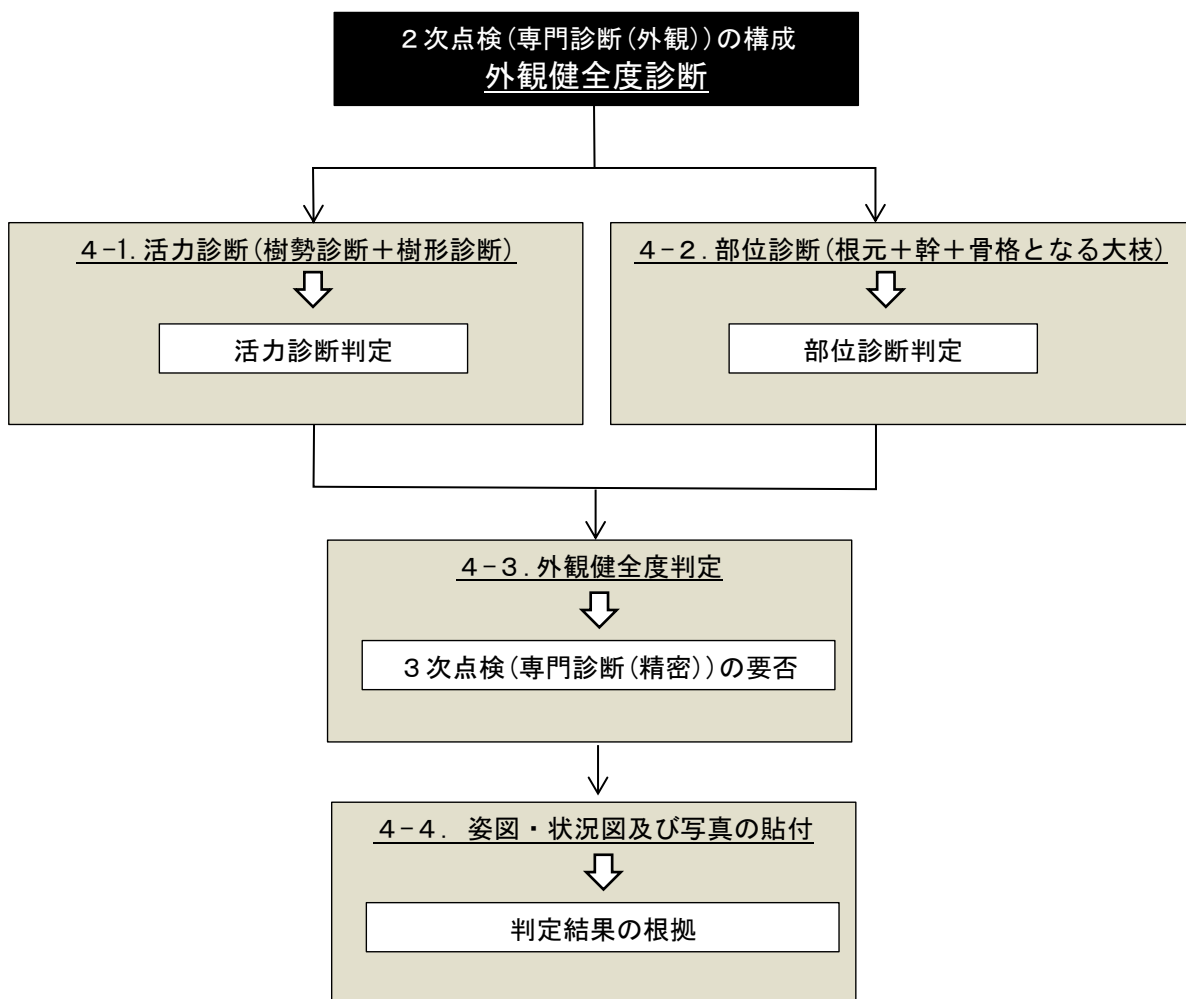 ２次点検(専門診断(外観))の構成
外観健全度診断
４-1.活力診断(樹勢診断＋樹形診断)
活力診断判定
４-２.部位診断(根元＋幹＋骨格となる大枝)
部位診断判定
４-３.外観健全度判定
３次点検(専門診断(精密))の要否
４-４. 姿図・状況図及び写真の貼付
判定結果の根拠